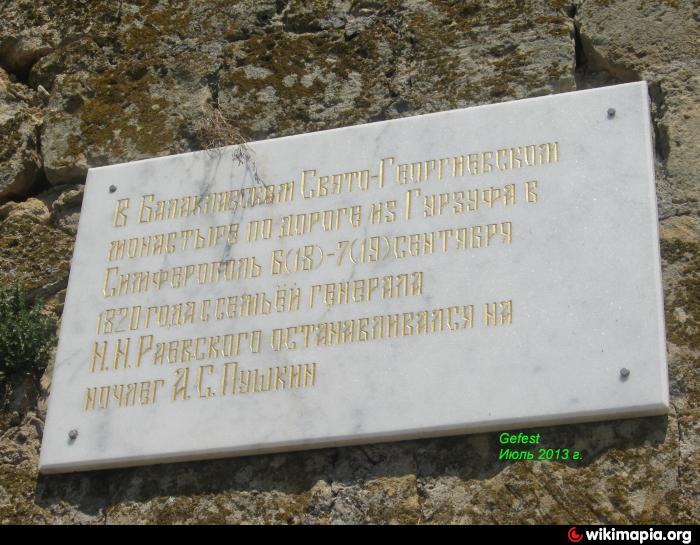 В Балаклавском Свято-Георгиевском
монастыре по дороге из Гурзуфа в
Симферополь 6(18)-7(19)сентября
1820 года с семьёй генерала
Н.Н.Раевского останавливался на
ночлег А.С.Пушкин
Gefest
Июль 2013 г.
wikimapia.org